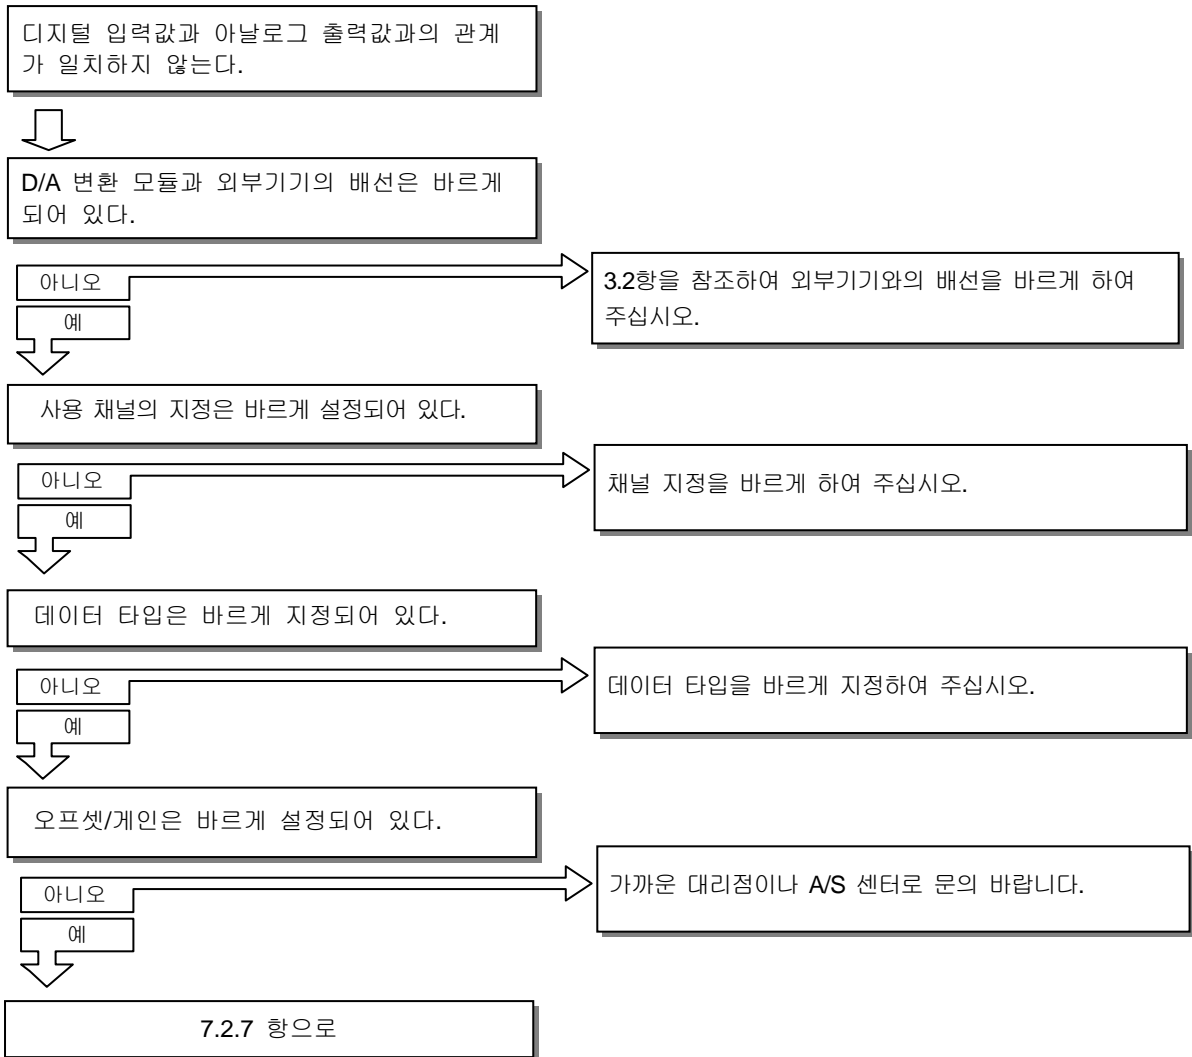 디지털 입력값과 아날로그 출력값과의 관계
가 일치하지 않는다.
D/A 변환 모듈과 외부기기의 배선은 바르게
되어 있다.
아니오
3.2항을 참조하여 외부기기와의 배선을 바르게 하여
주십시오.
예
사용 채널의 지정은 바르게 설정되어 있다.
아니오
채널 지정을 바르게 하여 주십시오.
예
데이터 타입은 바르게 지정되어 있다.
아니오
데이터 타입을 바르게 지정하여 주십시오.
예
오프셋/게인은 바르게 설정되어 있다.
아니오
가까운 대리점이나 A/S 센터로 문의 바랍니다.
예
7.2.7 항으로